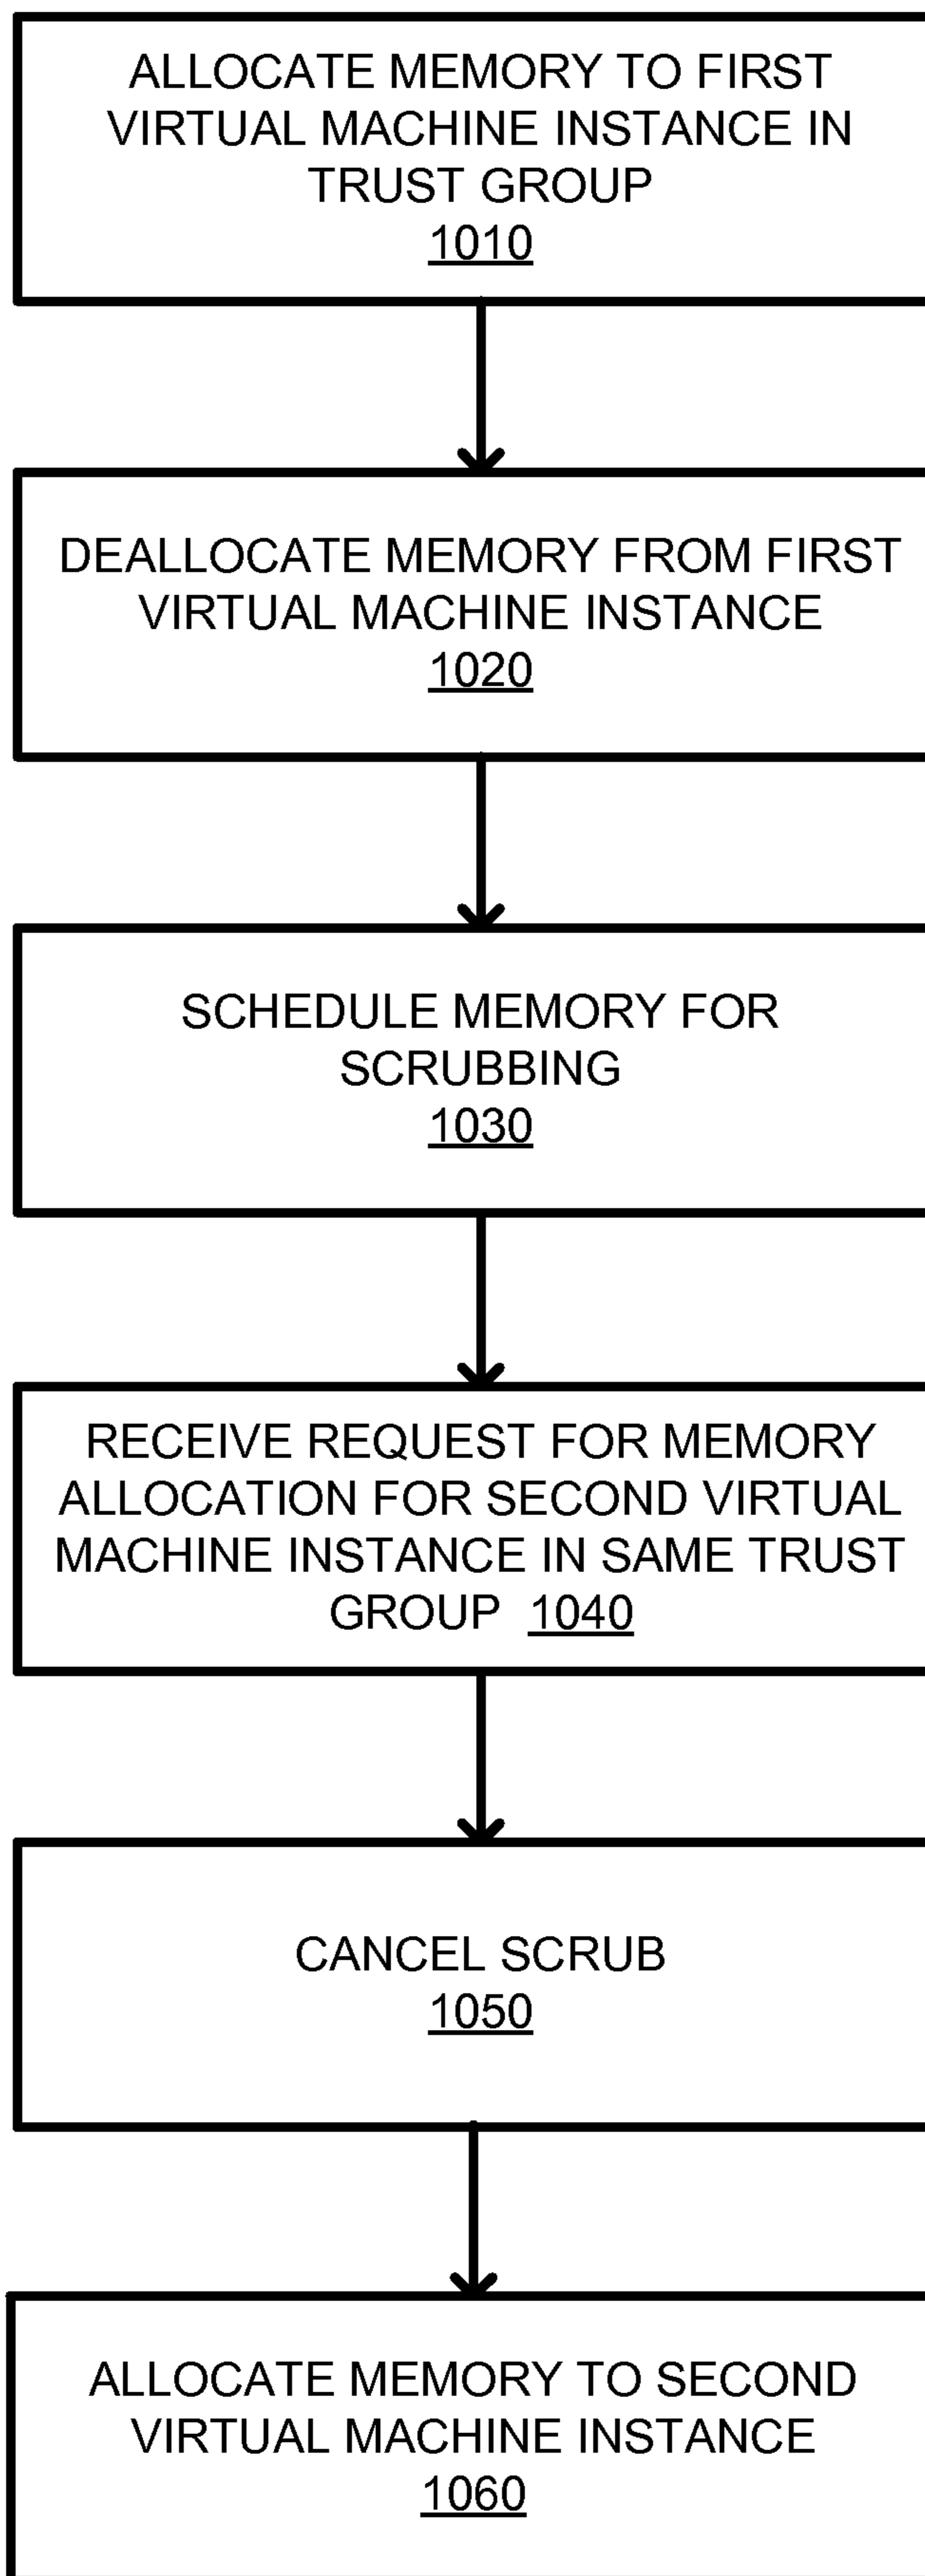 ALLOCATE MEMORY TO FIRST
VIRTUAL MACHINE INSTANCE IN
TRUST GROUP
1010
DEALLOCATE MEMORY FROM FIRST
VIRTUAL MACHINE INSTANCE
1020
SCHEDULE MEMORY FOR
SCRUBBING
1030
RECEIVE REQUEST FOR MEMORY
ALLOCATION FOR SECOND VIRTUAL
MACHINE INSTANCE IN SAME TRUST
GROUP 1040
CANCEL SCRUB
1050
ALLOCATE MEMORY TO SECOND
VIRTUAL MACHINE INSTANCE
1060